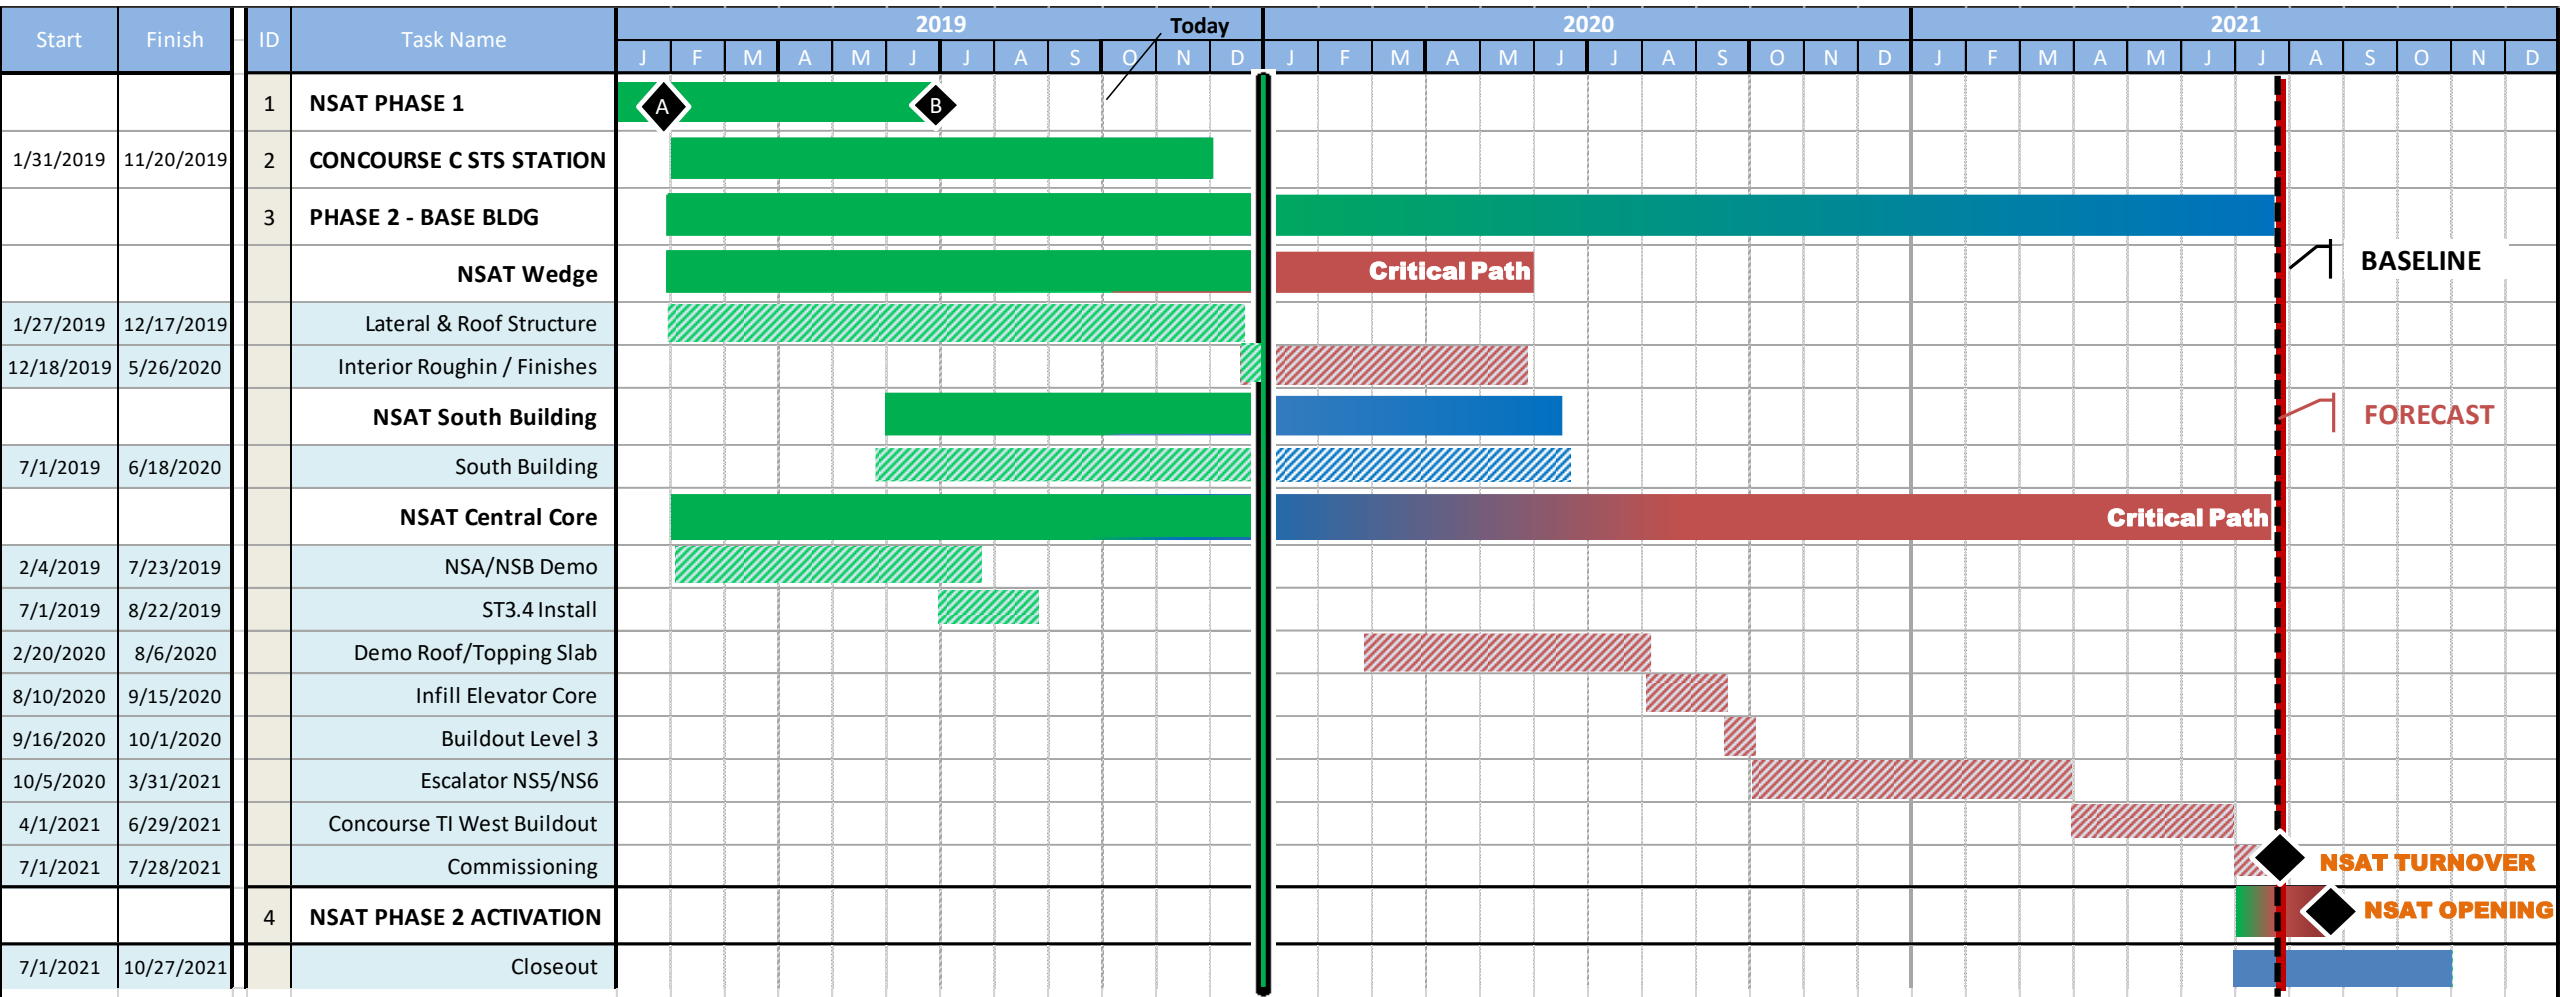 2019 Today 2020 2021
Start Finish ID Task Name
J F M A M J J A S O N D J F M A M J J A S O N D J F M A M J J A S O N D
1 NSAT PHASE 1 A B
1/31/2019 11/20/2019 2 CONCOURSE C STS STATION
3 PHASE 2 - BASE BLDG
BASELINE
NSAT Wedge Critical Path
1/27/2019 12/17/2019 Lateral & Roof Structure
12/18/2019 5/26/2020 Interior Roughin / Finishes
NSAT South Building FORECAST
7/1/2019 6/18/2020 South Building
NSAT Central Core Critical Path
2/4/2019 7/23/2019 NSA/NSB Demo
7/1/2019 8/22/2019 ST3.4 Install
2/20/2020 8/6/2020 Demo Roof/Topping Slab
8/10/2020 9/15/2020 Infill Elevator Core
9/16/2020 10/1/2020 Buildout Level 3
10/5/2020 3/31/2021 Escalator NS5/NS6
4/1/2021 6/29/2021 Concourse TI West Buildout
7/1/2021 7/28/2021 Commissioning NSAT TURNOVER
4 NSAT PHASE 2 ACTIVATION NSAT OPENING
7/1/2021 10/27/2021 Closeout